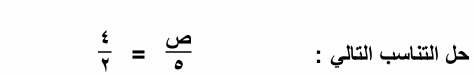 حل التناسب التالي : ص/٥ = ٤/٢